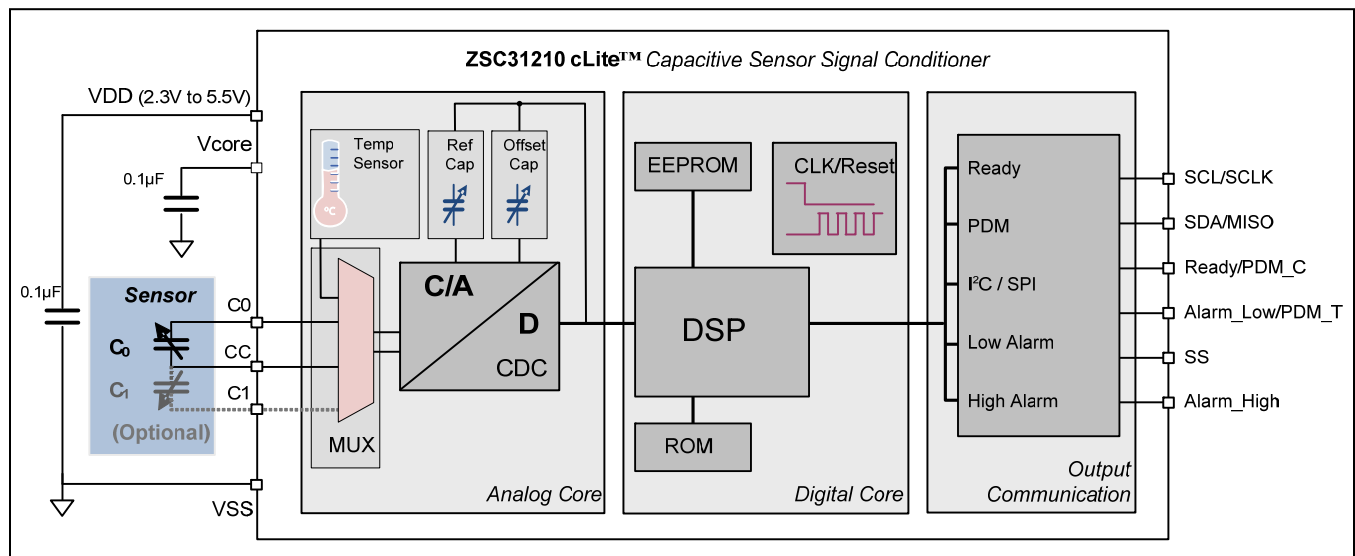 ZSC31210 cLite™ Capacitive Sensor Signal Conditioner
VDD (2.3V to 5.5V)
Vcore
0.1µF
0.1µF
Sensor
C0
C0
CC
C1
C1
(Optional)
VSS
Temp
Sensor
°C
Ref
Cap
Offset
Cap
MUX
C/A
D
CDC
Analog Core
EEPROM
CLK/Reset
DSP
ROM
Digital Core
Ready
PDM
I²C / SPI
Low Alarm
High Alarm
Output
Communication
SCL/SCLK
SDA/MISO
Ready/PDM_C
Alarm_Low/PDM_T
SS
Alarm_High